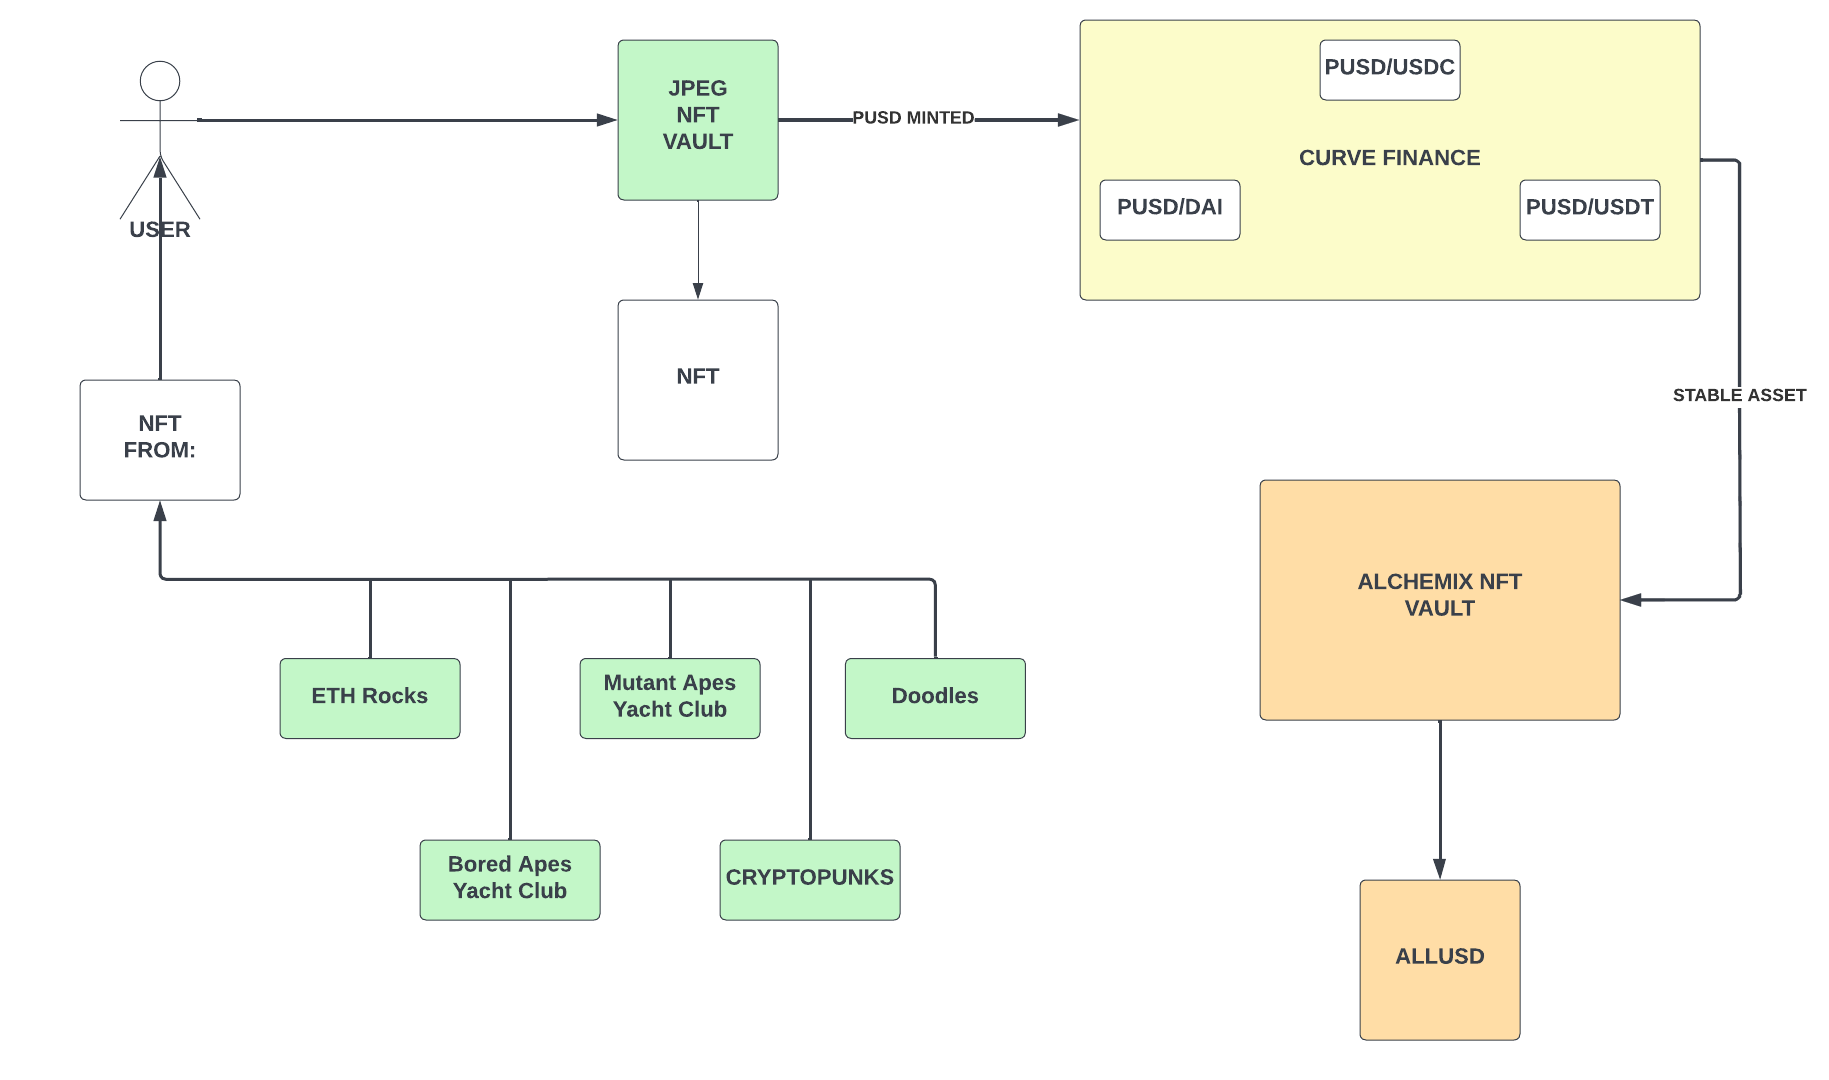 JPEG
NFT
VAULT
PUSD MINTED
PUSD/USDC
CURVE FINANCE
PUSD/DAI
PUSD/USDT
USER
NFT
STABLE ASSET
NFT
FROM:
ALCHEMIX NFT
VAULT
ETH Rocks
Mutant Apes
Yacht Club
Doodles
Bored Apes
Yacht Club
CRYPTOPUNKS
ALLUSD